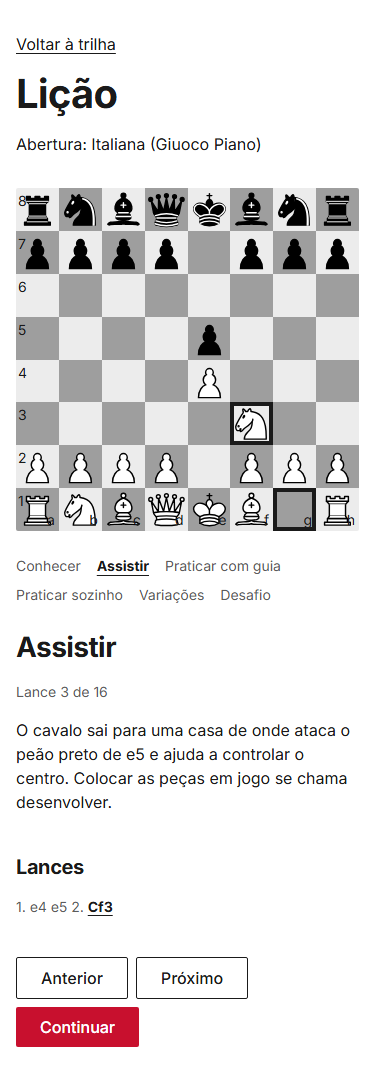 Voltar à trilha
Lição
Abertura: Italiana (Giuoco Piano)
8
7
6
5
4
3
2
1
a b c d e f g h
Conhecer Assistir Praticar com guia
Praticar sozinho Variações Desafio
Assistir
Lance 3 de 16
O cavalo sai para uma casa de onde ataca o
peão preto de e5 e ajuda a controlar o
centro. Colocar as peças em jogo se chama
desenvolver.
Lances
1. e4 e5 2. Cf3
Anterior Próximo
Continuar